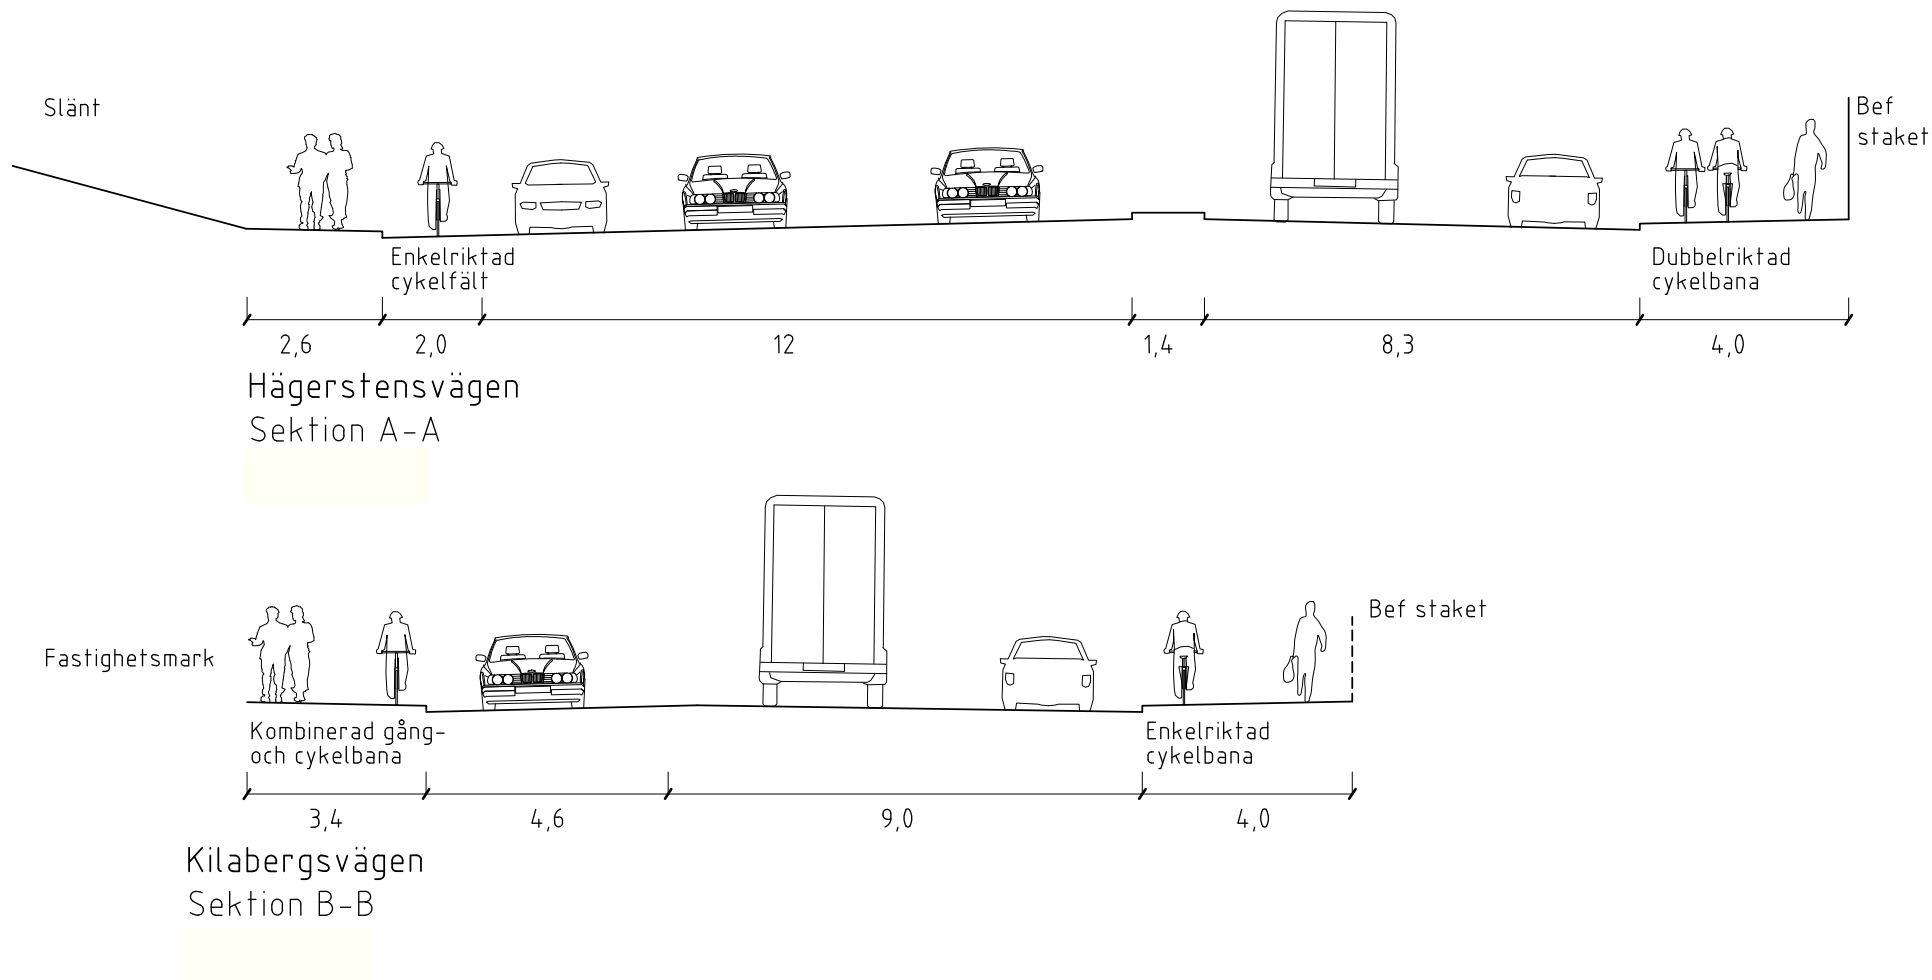 Slänt
Bef
staket
Enkelriktad
cykelfält
Dubbelriktad
cykelbana
2,6
2,0
12
1,4
8,3
4,0
Hägerstensvägen
Sektion A-A
Bef staket
Fastighetsmark
Kombinerad gång-
och cykelbana
Enkelriktad
cykelbana
3,4
4,6
9,0
4,0
Kilabergsvägen
Sektion B-B